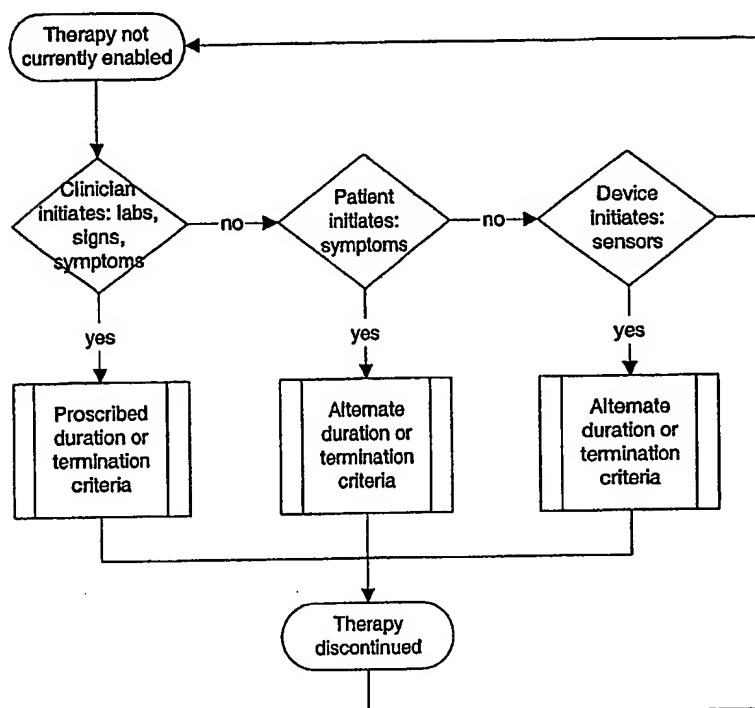 Therapy not
currently enabled
Clinician
initiates: labs,
signs,
symptoms
no
Patient
initiates:
symptoms
no
Device
initiates:
sensors
yes
yes
yes
Proscribed
duration or
termination
criteria
Alternate
duration or
termination
criteria
Alternate
duration or
termination
criteria
Therapy
discontinued